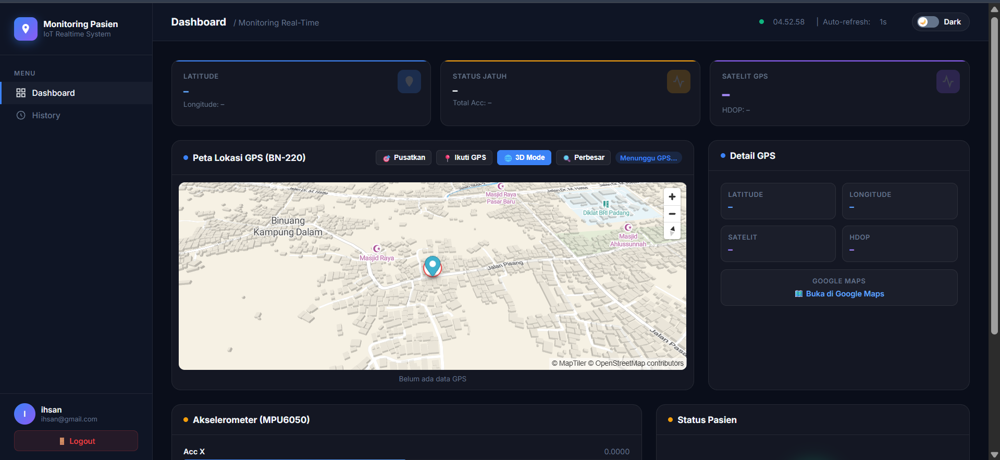 Monitoring Pasien
IoT Realtime System
MENU
Dashboard
History
ihsan
ihsan@gmail.com
I
Logout
Dashboard / Monitoring Real-Time
04.52.58 | Auto-refresh: 1s
Dark
LATITUDE
–
Longitude: –
STATUS JATUH
–
Total Acc: –
SATELIT GPS
–
HDOP: –
Peta Lokasi GPS (BN-220)
Pusatkan
Ikuti GPS
3D Mode
Perbesar
Menunggu GPS...
Jalan Dr. M. Hatta
Masjid Raya
Pasar Baru
Jalan Dr. M. Hatta
Diklat BRI Padang
Binuang
Kampung Dalam
Masjid
Ahlussunnah
Masjid Raya
Jalan Pisang
+
−
© MapTiler © OpenStreetMap contributors
Belum ada data GPS
Detail GPS
LATITUDE
–
LONGITUDE
–
SATELIT
–
HDOP
–
GOOGLE MAPS
Buka di Google Maps
Akselerometer (MPU6050)
Acc X
0.0000
Status Pasien